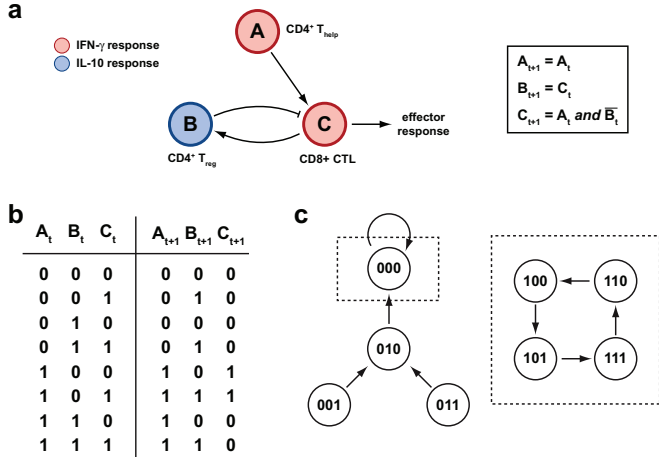 a
IFN-γ response
IL-10 response
A
CD4⁺ T_help
B
CD4⁺ T_reg
C
CD8+ CTL
effector
response
A_t+1 = A_t
B_t+1 = C_t
C_t+1 = A_t and B̅_t
b
A_t B_t C_t A_t+1 B_t+1 C_t+1
0 0 0 0 0 0
0 0 1 0 1 0
0 1 0 0 0 0
0 1 1 0 1 0
1 0 0 1 0 1
1 0 1 1 1 1
1 1 0 1 0 0
1 1 1 1 1 0
c
000
010
001 011
100 110
101 111